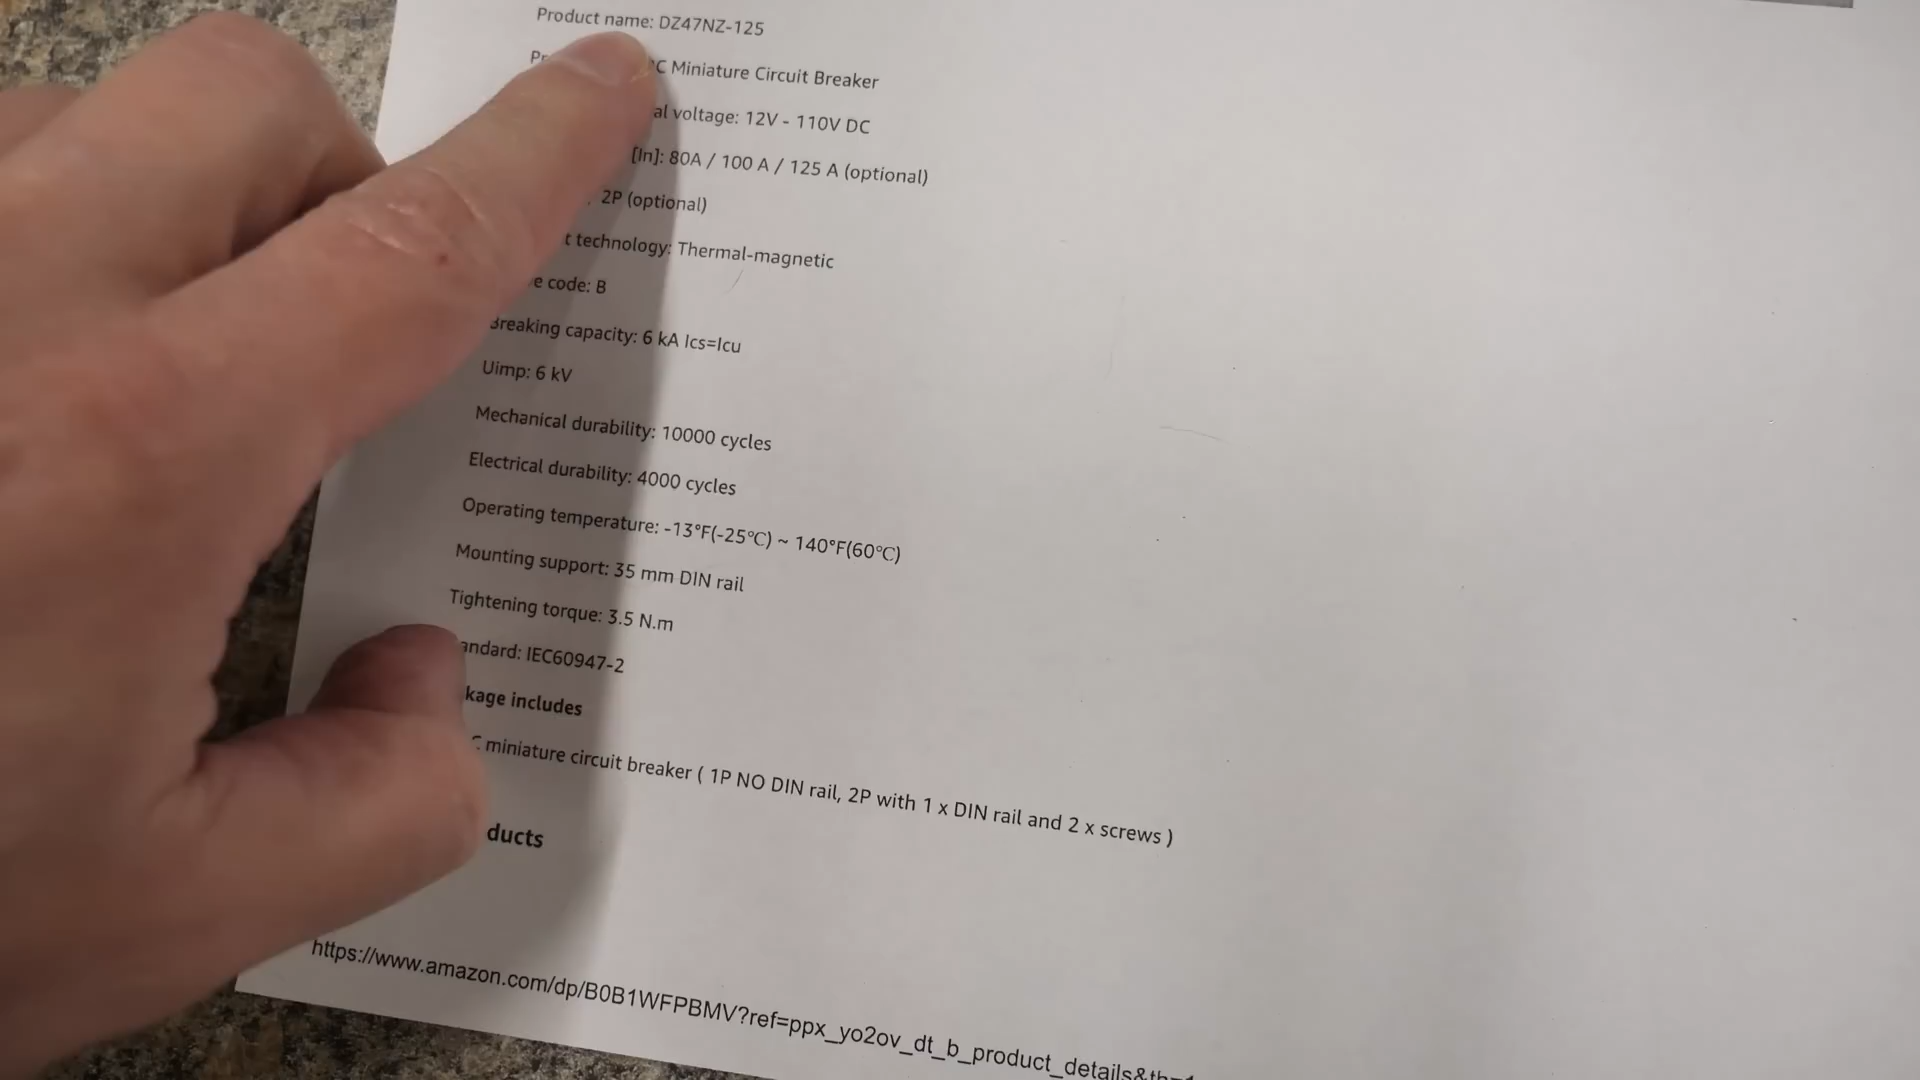 Product name: DZ47NZ-125
C Miniature Circuit Breaker
voltage: 12V - 110V DC
[In]: 80A / 100 A / 125 A (optional)
2P (optional)
technology: Thermal-magnetic
code: B
Breaking capacity: 6 kA Ics=Icu
Uimp: 6 kV
Mechanical durability: 10000 cycles
Electrical durability: 4000 cycles
Operating temperature: -13°F(-25℃) ~ 140°F(60℃)
Mounting support: 35 mm DIN rail
Tightening torque: 3.5 N.m
andard: IEC60947-2
kage includes
C miniature circuit breaker ( 1P NO DIN rail, 2P with 1 x DIN rail and 2 x screws )
ducts
https://www.amazon.com/dp/B0B1WFPBMV?ref=ppx_yo2ov_dt_b_product_details&th=1